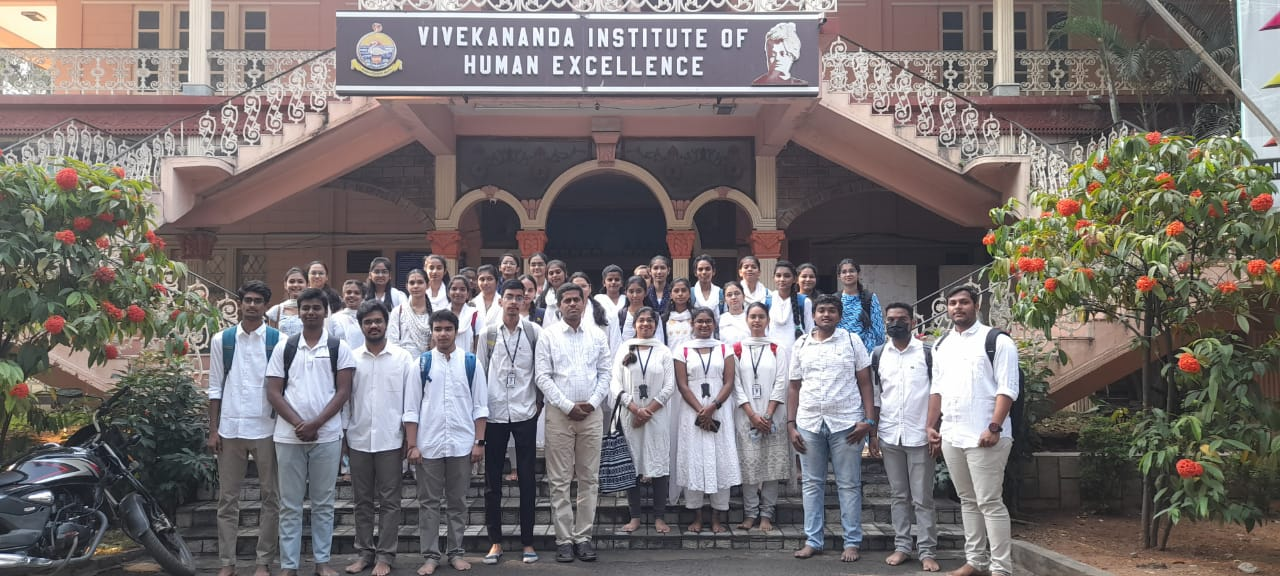 VIVEKANANDA INSTITUTE OF
HUMAN EXCELLENCE